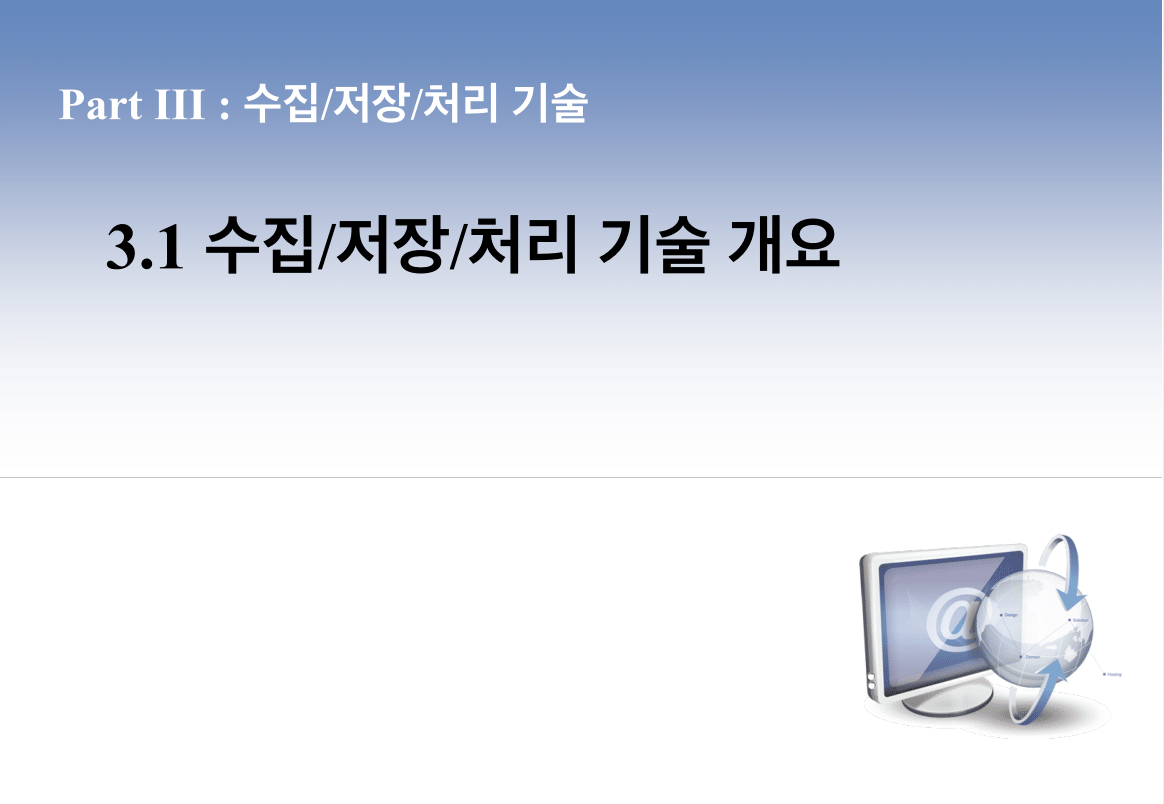 Part III : 수집/저장/처리 기술
3.1 수집/저장/처리 기술 개요
@
Design
Solution
Domain
Hosting